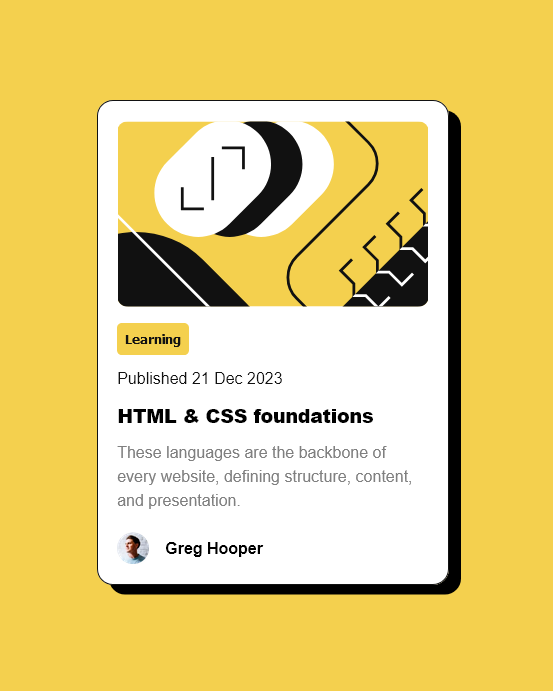 Learning
Published 21 Dec 2023
HTML & CSS foundations
These languages are the backbone of
every website, defining structure, content,
and presentation.
Greg Hooper